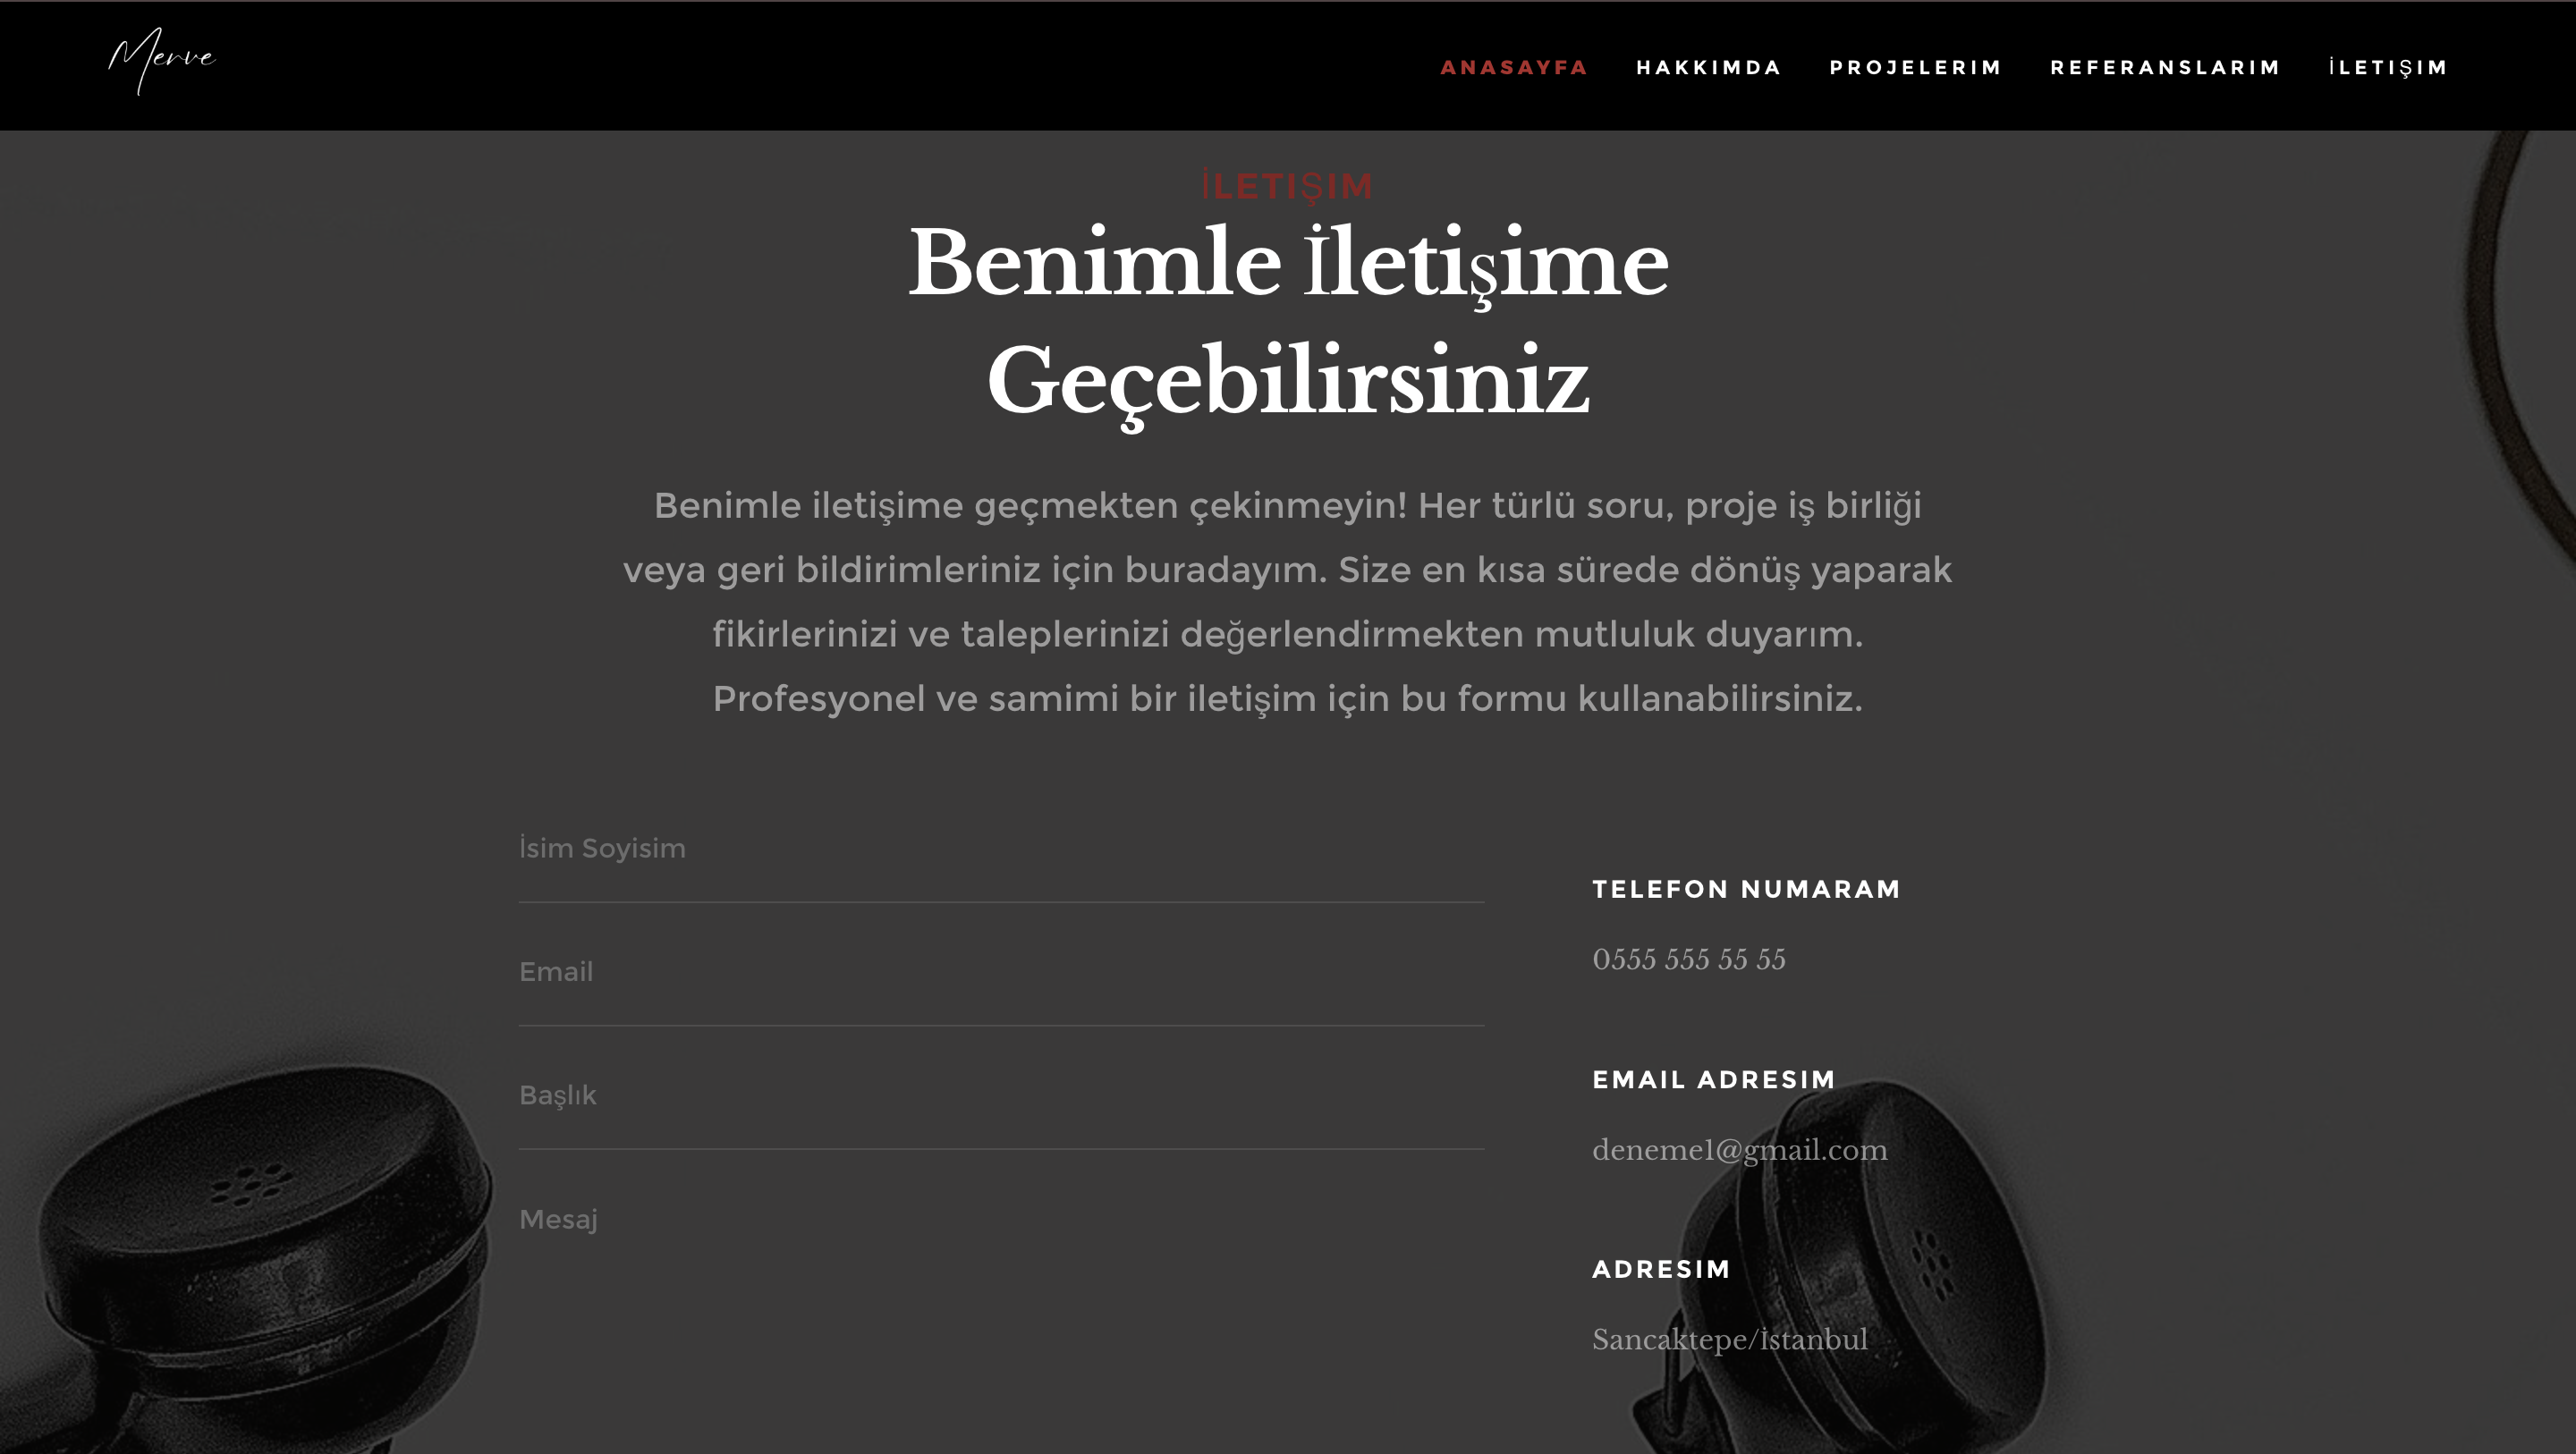 Merve
ANASAYFA HAKKIMDA PROJELERIM REFERANSLARIM İLETIŞIM
İLETIŞIM
Benimle İletişime
Geçebilirsiniz
Benimle iletişime geçmekten çekinmeyin! Her türlü soru, proje iş birliği
veya geri bildirimleriniz için buradayım. Size en kısa sürede dönüş yaparak
fikirlerinizi ve taleplerinizi değerlendirmekten mutluluk duyarım.
Profesyonel ve samimi bir iletişim için bu formu kullanabilirsiniz.
İsim Soyisim
Email
Başlık
Mesaj
TELEFON NUMARAM
0555 555 55 55
EMAIL ADRESIM
deneme1@gmail.com
ADRESIM
Sancaktepe/İstanbul